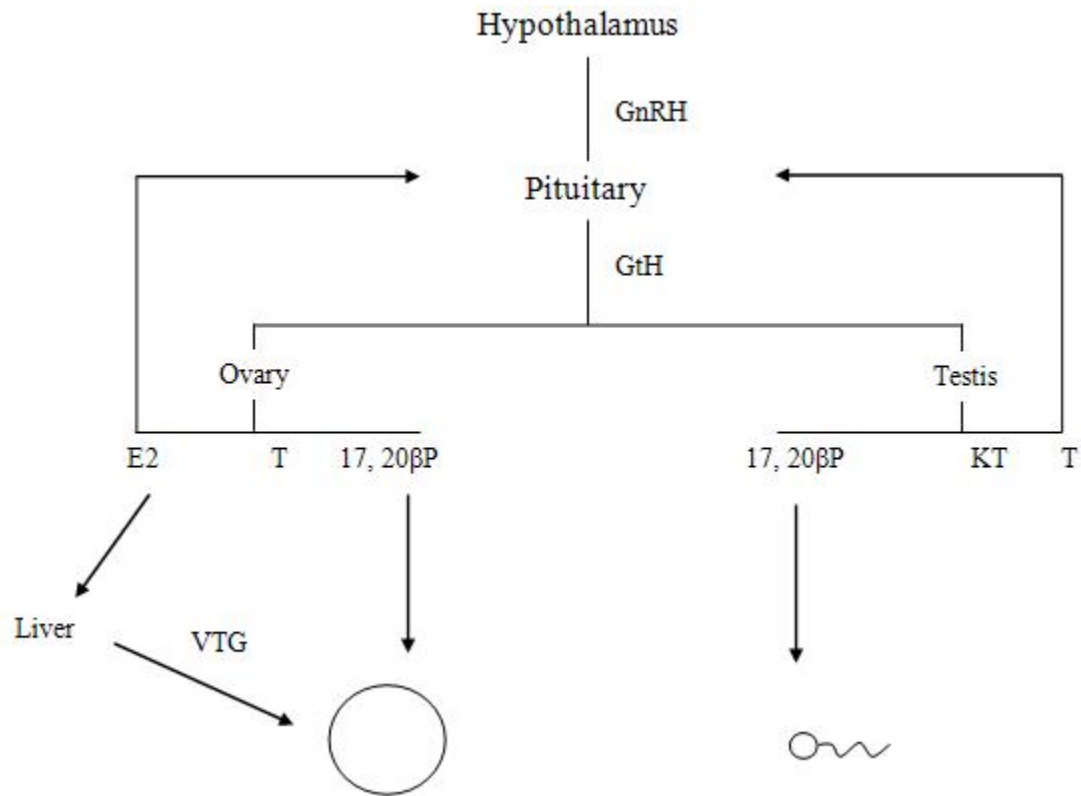 Hypothalamus
GnRH
Pituitary
GtH
Ovary
Testis
E2 T 17, 20βP
17, 20βP KT T
Liver
VTG